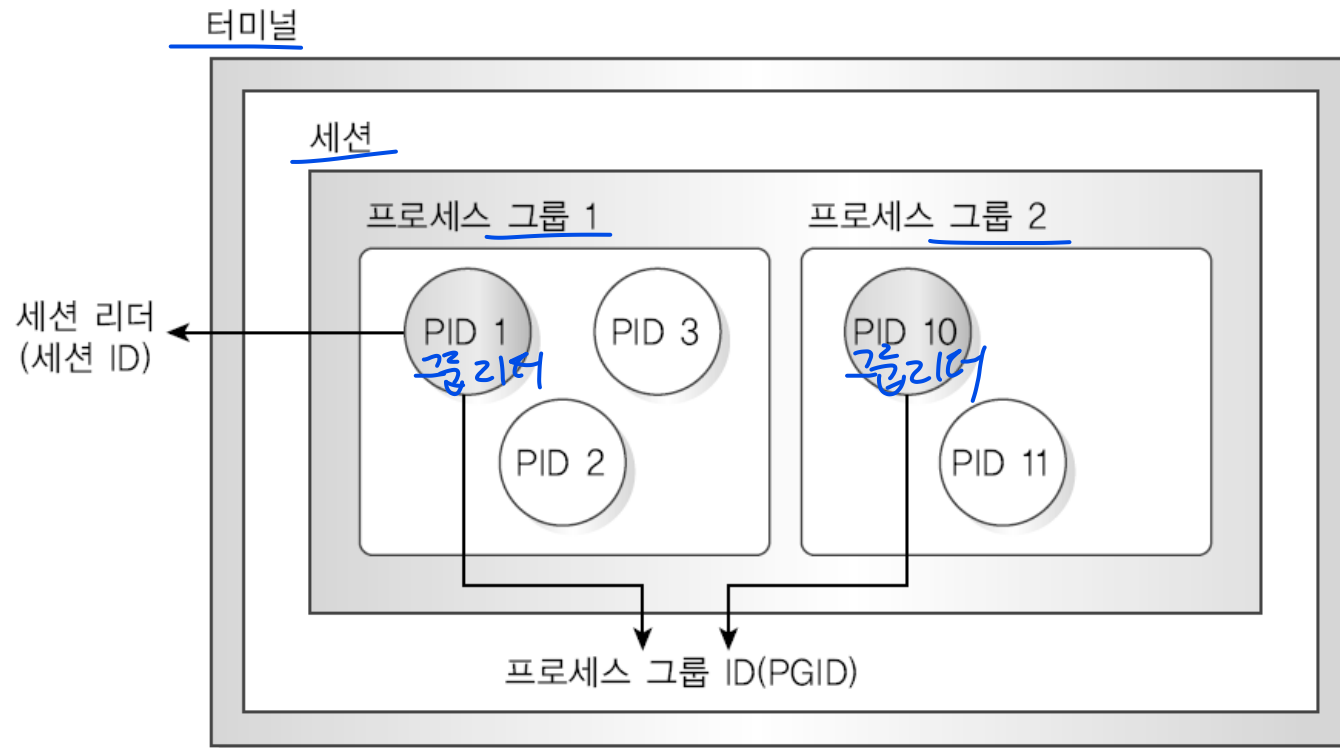 터미널
세션
프로세스 그룹 1
프로세스 그룹 2
세션 리더
(세션 ID)
PID 1
그룹리더
PID 3
PID 10
그룹리더
PID 2
PID 11
프로세스 그룹 ID(PGID)